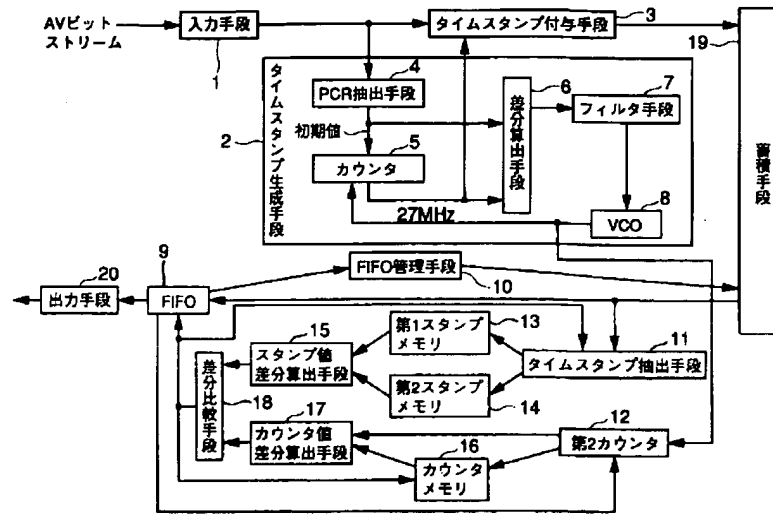 AVビット
ストリーム
入力手段
1
タイムスタンプ付与手段
3
19
蓄積手段
タイムスタンプ生成手段
2
4
PCR抽出手段
初期値
5
カウンタ
6
差分算出手段
7
フィルタ手段
8
VCO
27MHz
20
出力手段
9
FIFO
FIFO管理手段
10
第1スタンプ
メモリ
13
15
スタンプ値
差分算出手段
第2スタンプ
メモリ
14
11
タイムスタンプ抽出手段
差分比較手段
18
17
カウンタ値
差分算出手段
16
カウンタ
メモリ
12
第2カウンタ